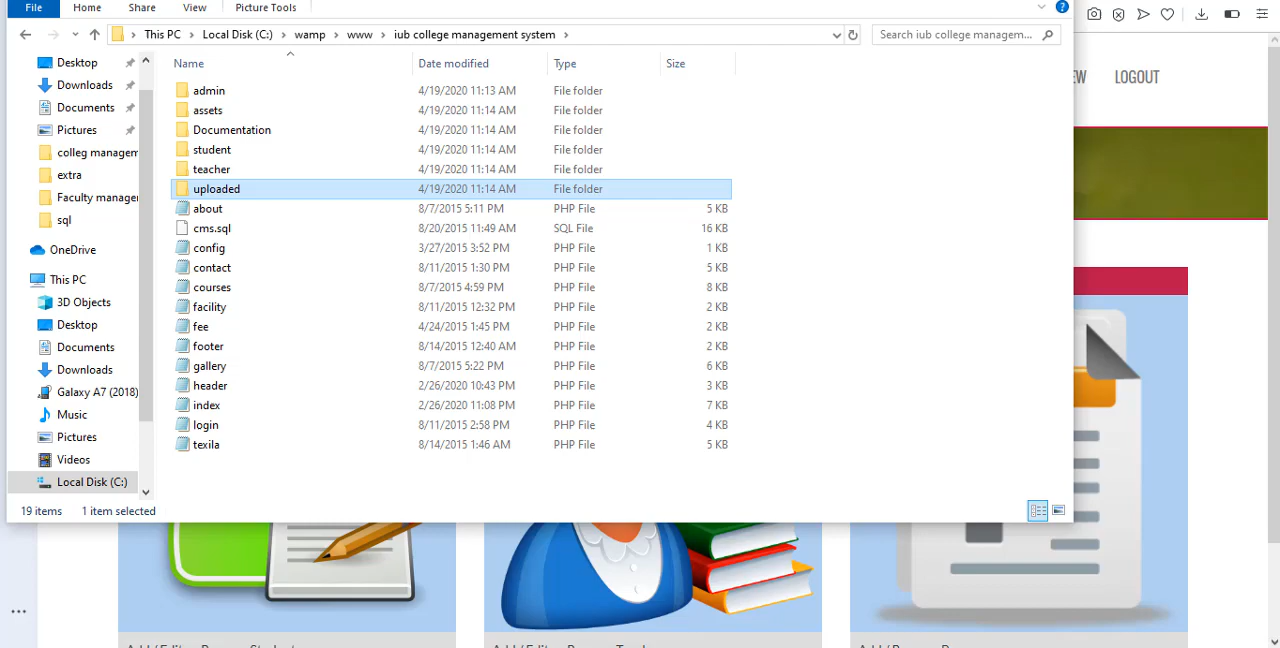 File Home Share View Picture Tools
This PC Local Disk (C:) wamp www iub college management system
Search iub college managem...
EW LOGOUT
Desktop
Downloads
Documents
Pictures
colleg managem
extra
Faculty manage
sql
OneDrive
This PC
3D Objects
Desktop
Documents
Downloads
Galaxy A7 (2018)
Music
Pictures
Videos
Local Disk (C:)
Name Date modified Type Size
admin 4/19/2020 11:13 AM File folder
assets 4/19/2020 11:14 AM File folder
Documentation 4/19/2020 11:14 AM File folder
student 4/19/2020 11:14 AM File folder
teacher 4/19/2020 11:14 AM File folder
uploaded 4/19/2020 11:14 AM File folder
about 8/7/2015 5:11 PM PHP File 5 KB
cms.sql 8/20/2015 11:49 AM SQL File 16 KB
config 3/27/2015 3:52 PM PHP File 1 KB
contact 8/11/2015 1:30 PM PHP File 5 KB
courses 8/7/2015 4:59 PM PHP File 8 KB
facility 8/11/2015 12:32 PM PHP File 2 KB
fee 4/24/2015 1:45 PM PHP File 2 KB
footer 8/14/2015 12:40 AM PHP File 2 KB
gallery 8/7/2015 5:22 PM PHP File 6 KB
header 2/26/2020 10:43 PM PHP File 3 KB
index 2/26/2020 11:08 PM PHP File 7 KB
login 8/11/2015 2:58 PM PHP File 4 KB
texila 8/14/2015 1:46 AM PHP File 5 KB
19 items 1 item selected